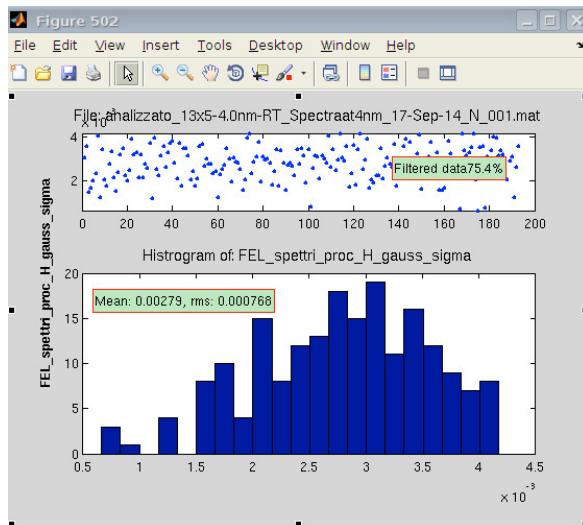 Figure 502
File Edit View Insert Tools Desktop Window Help
File: analizzato_13x5-4.0nm-RT_Spectraat4nm_17-Sep-14_N_001.mat
× 10⁻³
4
2
Filtered data75.4%
0 20 40 60 80 100 120 140 160 180 200
FEL_spettri_proc_H_gauss_sigma
Histrogram of: FEL_spettri_proc_H_gauss_sigma
20
15
10
5
0
Mean: 0.00279, rms: 0.000768
0.5 1 1.5 2 2.5 3 3.5 4 4.5
× 10⁻³